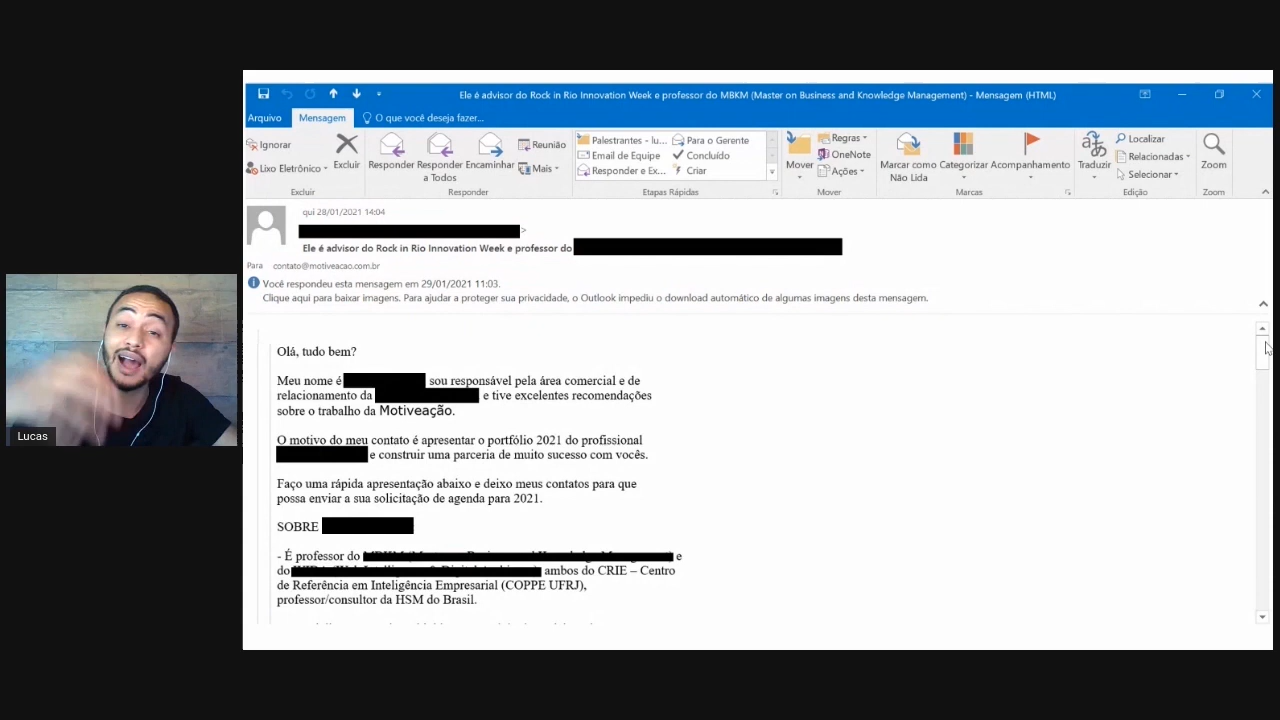 Ele é advisor do Rock in Rio Innovation Week e professor do MBKM (Master on Business and Knowledge Management) - Mensagem (HTML)
Arquivo
Mensagem
O que você deseja fazer...
Ignorar
Lixo Eletrônico
Excluir
Excluir
Responder
Responder a Todos
Encaminhar
Reunião
Mais
Responder
Palestrantes - lu...
Para o Gerente
Email de Equipe
Concluído
Responder e Ex...
Criar
Etapas Rápidas
Mover
Regras
OneNote
Ações
Mover
Marcar como Não Lida
Categorizar
Acompanhamento
Marcas
Traduzir
Localizar
Relacionadas
Selecionar
Edição
Zoom
Zoom
qui 28/01/2021 14:04
>
Ele é advisor do Rock in Rio Innovation Week e professor do
Para contato@motiveacao.com.br
Você respondeu esta mensagem em 29/01/2021 11:03.
Clique aqui para baixar imagens. Para ajudar a proteger sua privacidade, o Outlook impediu o download automático de algumas imagens desta mensagem.
Olá, tudo bem?
Meu nome é sou responsável pela área comercial e de
relacionamento da e tive excelentes recomendações
sobre o trabalho da Motiveação.
O motivo do meu contato é apresentar o portfólio 2021 do profissional
e construir uma parceria de muito sucesso com vocês.
Faço uma rápida apresentação abaixo e deixo meus contatos para que
possa enviar a sua solicitação de agenda para 2021.
SOBRE
- É professor do e
do ambos do CRIE – Centro
de Referência em Inteligência Empresarial (COPPE UFRJ),
professor/consultor da HSM do Brasil.
Lucas